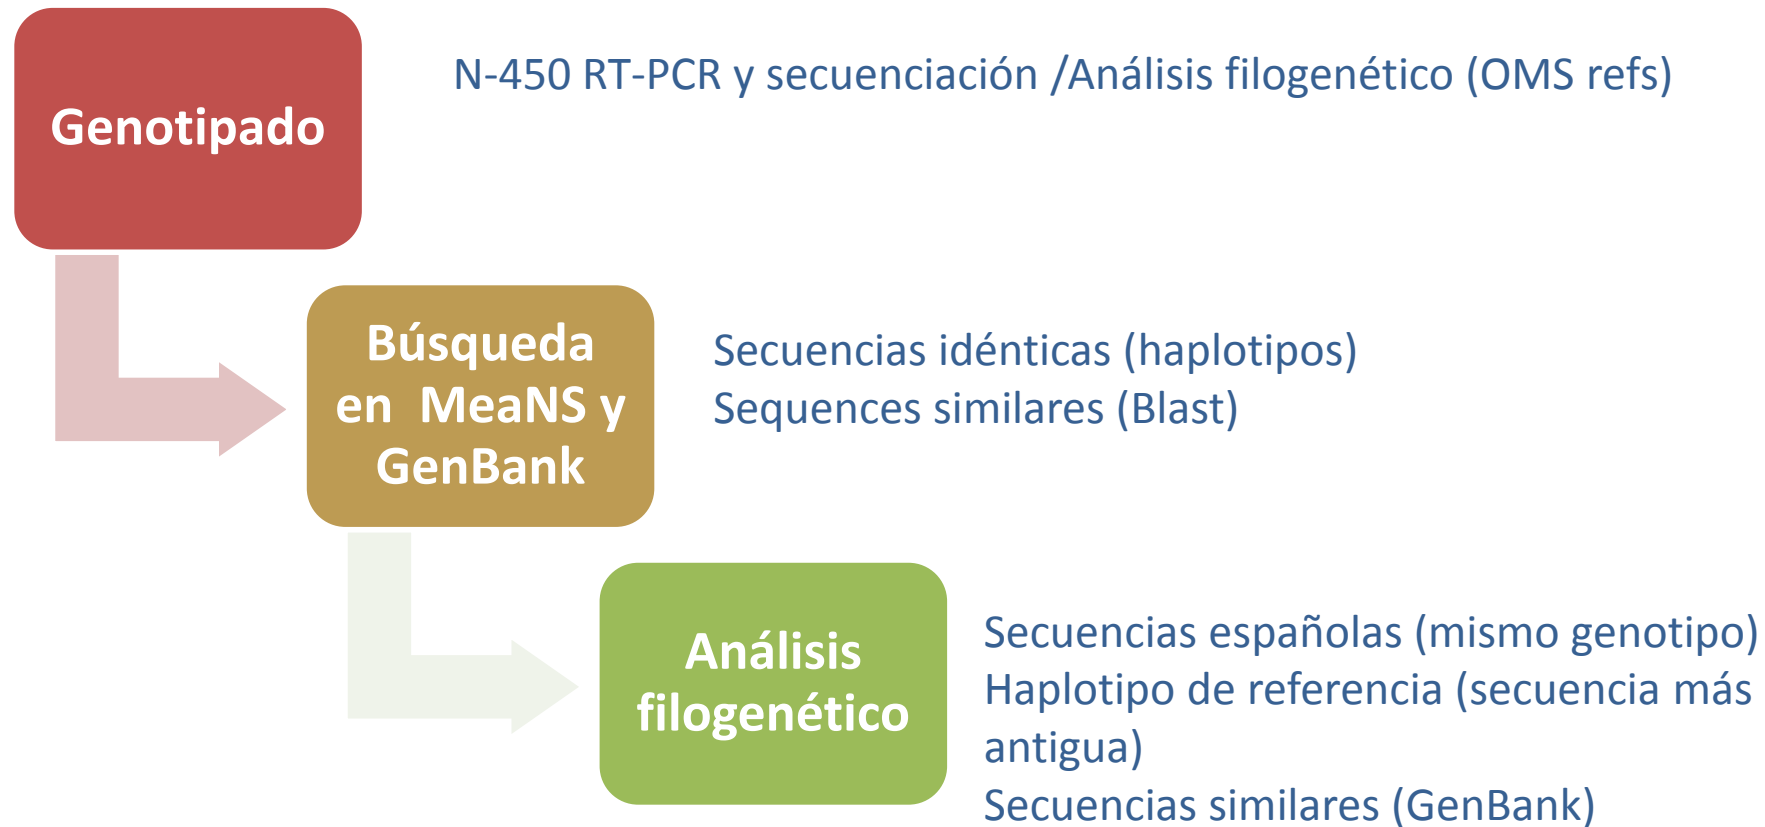 Genotipado
N-450 RT-PCR y secuenciación /Análisis filogenético (OMS refs)
Búsqueda
en MeaNS y
GenBank
Secuencias idénticas (haplotipos)
Sequences similares (Blast)
Análisis
filogenético
Secuencias españolas (mismo genotipo)
Haplotipo de referencia (secuencia más
antigua)
Secuencias similares (GenBank)